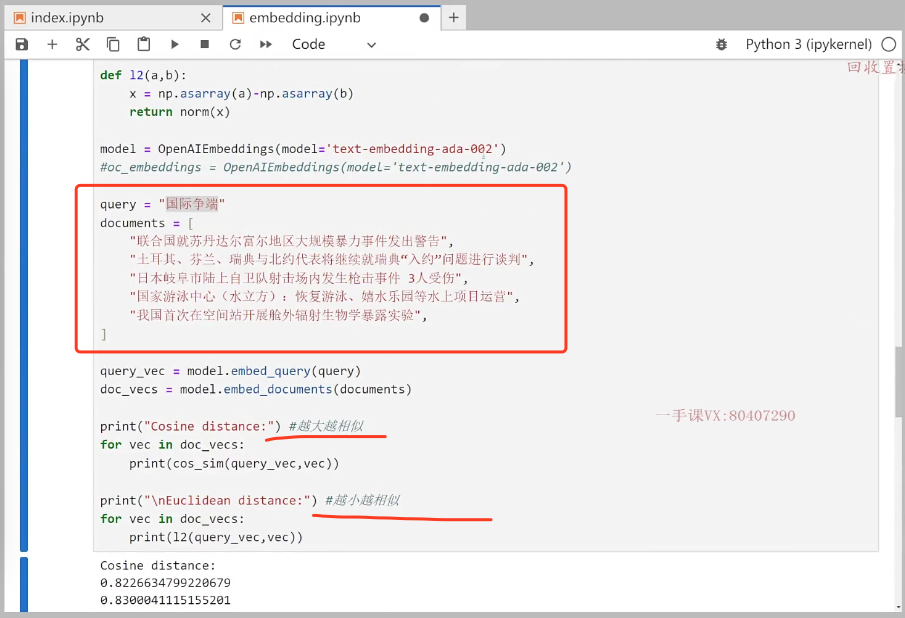 index.ipynb
embedding.ipynb
Code
Python 3 (ipykernel)
def l2(a,b):
x = np.asarray(a)-np.asarray(b)
return norm(x)
model = OpenAIEmbeddings(model='text-embedding-ada-002')
#oc_embeddings = OpenAIEmbeddings(model='text-embedding-ada-002')
query = "国际争端"
documents = [
"联合国就苏丹达尔富尔地区大规模暴力事件发出警告",
"土耳其、芬兰、瑞典与北约代表将继续就瑞典“入约”问题进行谈判",
"日本岐阜市陆上自卫队射击场内发生枪击事件 3人受伤",
"国家游泳中心（水立方）：恢复游泳、嬉水乐园等水上项目运营",
"我国首次在空间站开展舱外辐射生物学暴露实验",
]
query_vec = model.embed_query(query)
doc_vecs = model.embed_documents(documents)
print("Cosine distance:") #越大越相似
for vec in doc_vecs:
print(cos_sim(query_vec,vec))
print("\nEuclidean distance:") #越小越相似
for vec in doc_vecs:
print(l2(query_vec,vec))
Cosine distance:
0.8226634799220679
0.8300041115155201
回收置
一手课VX:80407290